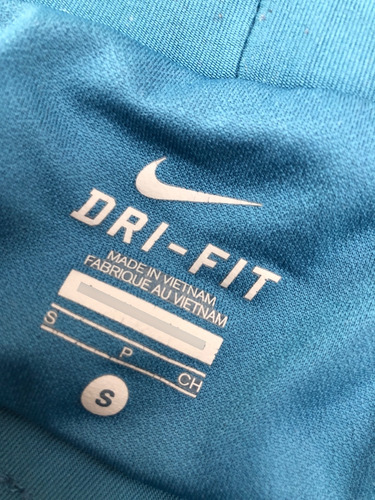 DRI-FIT
MADE IN VIETNAM
FABRIQUE AU VIETNAM
S P CH
S